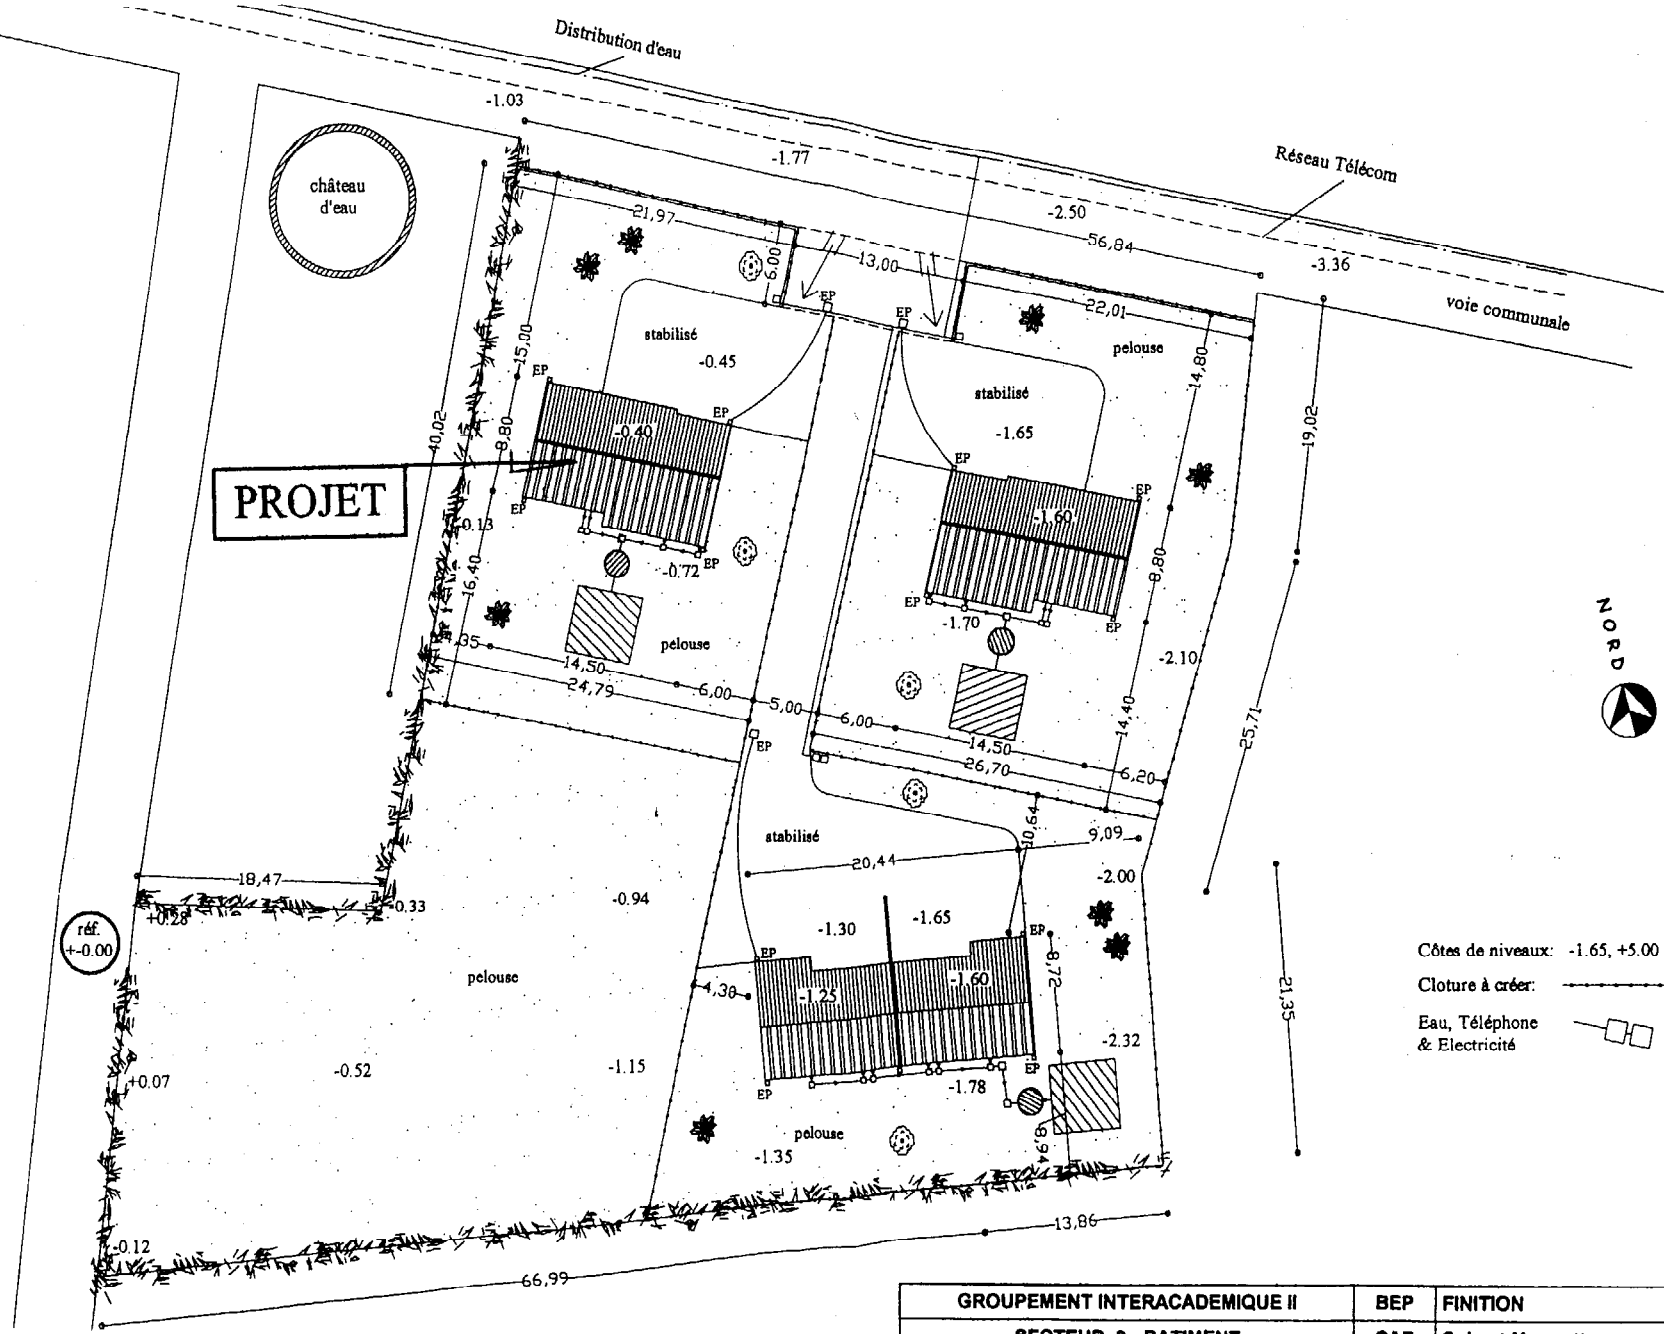 Distribution d'eau
-1.03
-1.77
Réseau Télécom
château
d'eau
-2.50
21,97
56,84
6,00
13,00
-3.36
EP
EP
22,01
voie communale
stabilisé
pelouse
15,00
-0.45
14,80
EP
stabilisé
EP
19,02
40,02
8,80
-0.40
-1.65
EP
PROJET
EP
EP
-0.13
-1.60
16,40
-0.72
EP
8,80
EP
-1.70
EP
NORD
4,35
pelouse
-2.10
14,50
24,79
6,00
5,00
6,00
14,40
25,71
EP
14,50
26,70
6,20
stabilisé
10,64
9,09
20,44
18,47
-0.33
-0.94
-2.00
+0.28
réf.
+-0.00
-1.30
-1.65
EP
EP
Côtes de niveaux: -1.65, +5.00
pelouse
4,38
-1.25
-1.60
8,72
Cloture à créer:
21,35
Eau, Téléphone
& Electricité
-2.32
+0.07
-0.52
-1.15
EP
EP
-1.78
pelouse
8,94
-1.35
13,86
-0.12
66,99
GROUPEMENT INTERACADEMIQUE II
BEP
FINITION